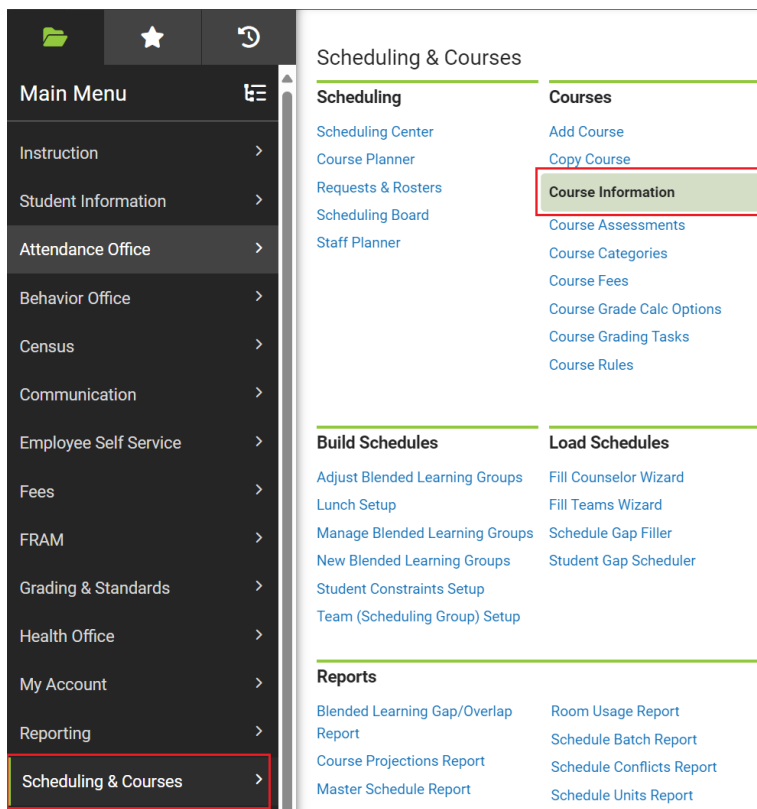 Main Menu
Instruction
Student Information
Attendance Office
Behavior Office
Census
Communication
Employee Self Service
Fees
FRAM
Grading & Standards
Health Office
My Account
Reporting
Scheduling & Courses
Scheduling & Courses
Scheduling
Scheduling Center
Course Planner
Requests & Rosters
Scheduling Board
Staff Planner
Courses
Add Course
Copy Course
Course Information
Course Assessments
Course Categories
Course Fees
Course Grade Calc Options
Course Grading Tasks
Course Rules
Build Schedules
Adjust Blended Learning Groups
Lunch Setup
Manage Blended Learning Groups
New Blended Learning Groups
Student Constraints Setup
Team (Scheduling Group) Setup
Load Schedules
Fill Counselor Wizard
Fill Teams Wizard
Schedule Gap Filler
Student Gap Scheduler
Reports
Blended Learning Gap/Overlap
Report
Course Projections Report
Master Schedule Report
Room Usage Report
Schedule Batch Report
Schedule Conflicts Report
Schedule Units Report